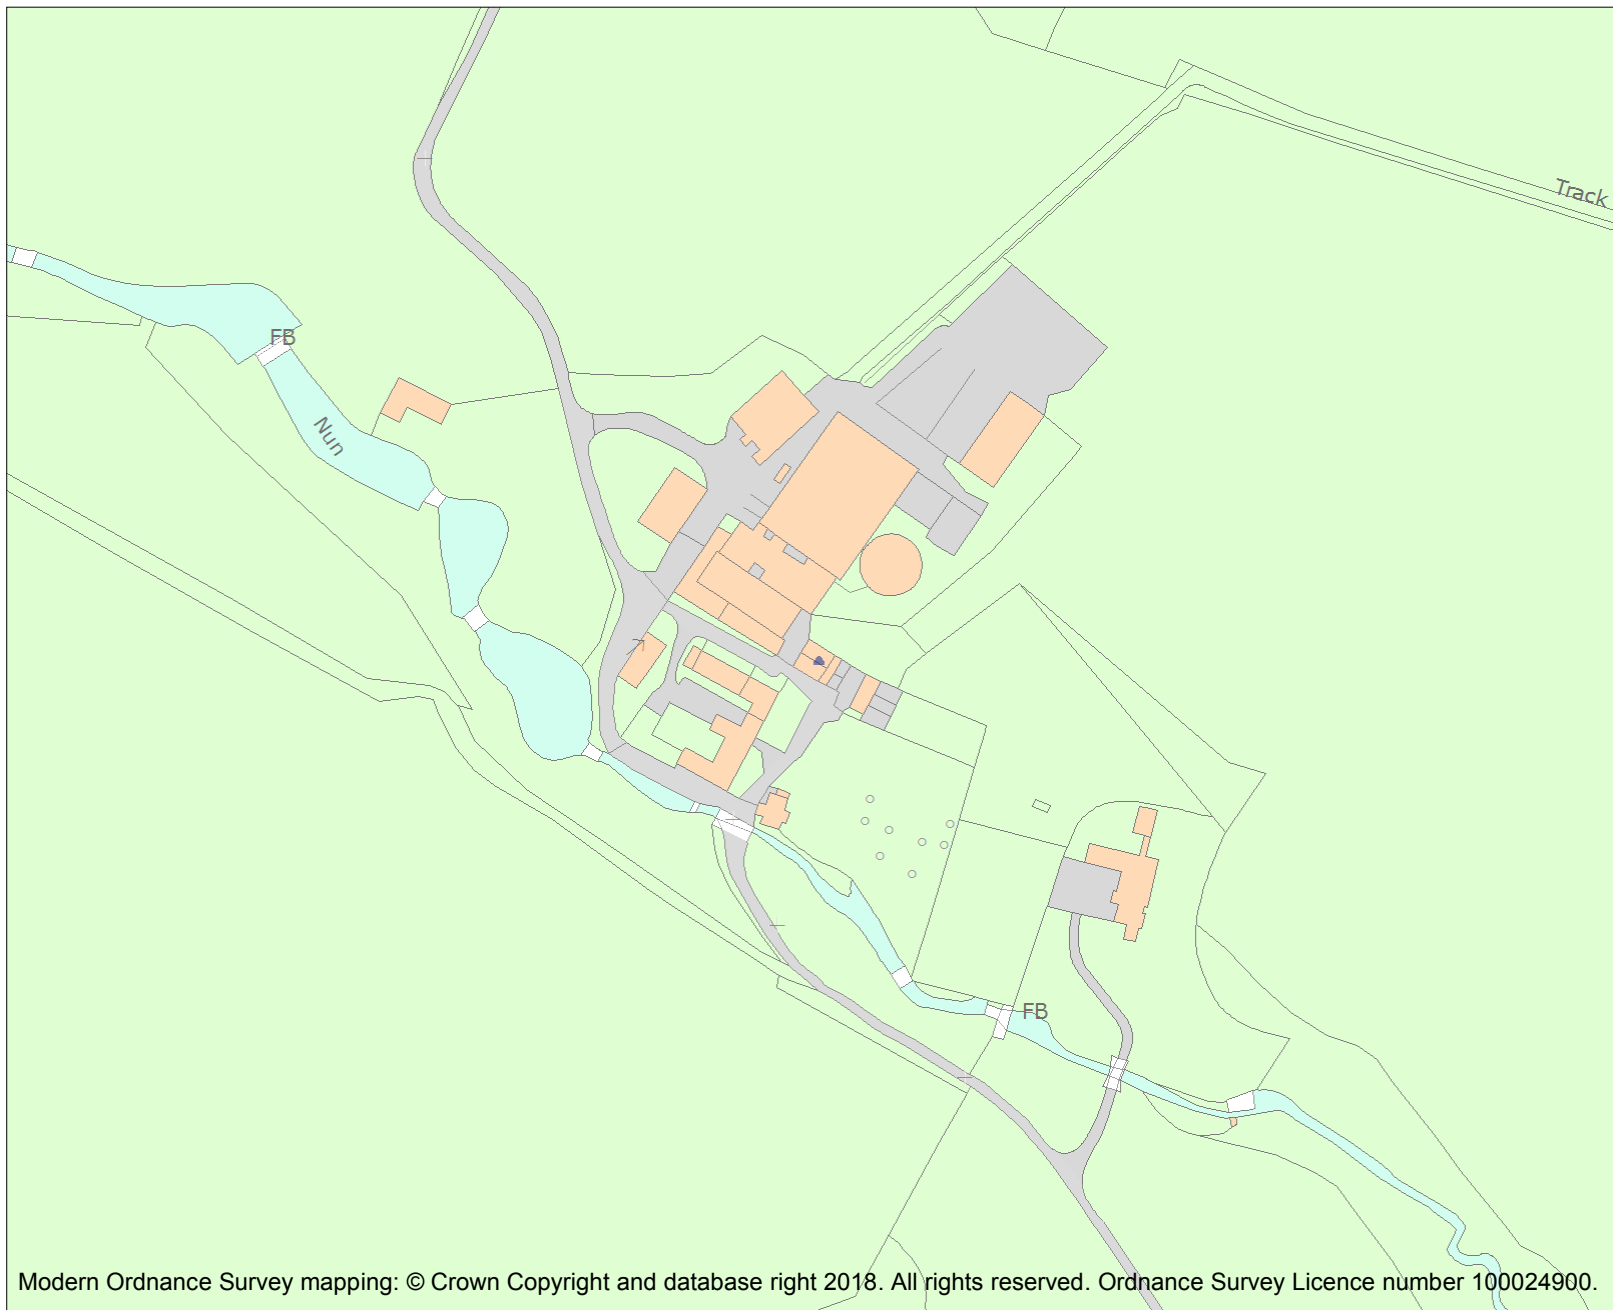 Track
FB
Nun
FB
Modern Ordnance Survey mapping: © Crown Copyright and database right 2018. All rights reserved. Ordnance Survey Licence number 100024900.